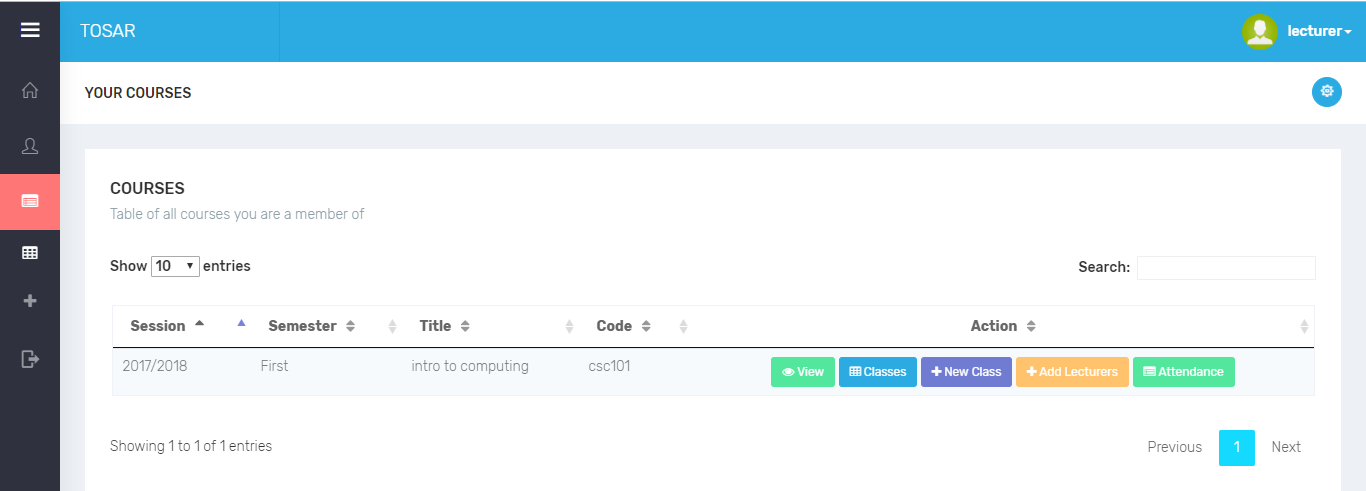 TOSAR
lecturer
YOUR COURSES
COURSES
Table of all courses you are a member of
Show 10 entries
Search:
Session Semester Title Code Action
2017/2018 First intro to computing csc101 View Classes New Class Add Lecturers Attendance
Showing 1 to 1 of 1 entries
Previous 1 Next